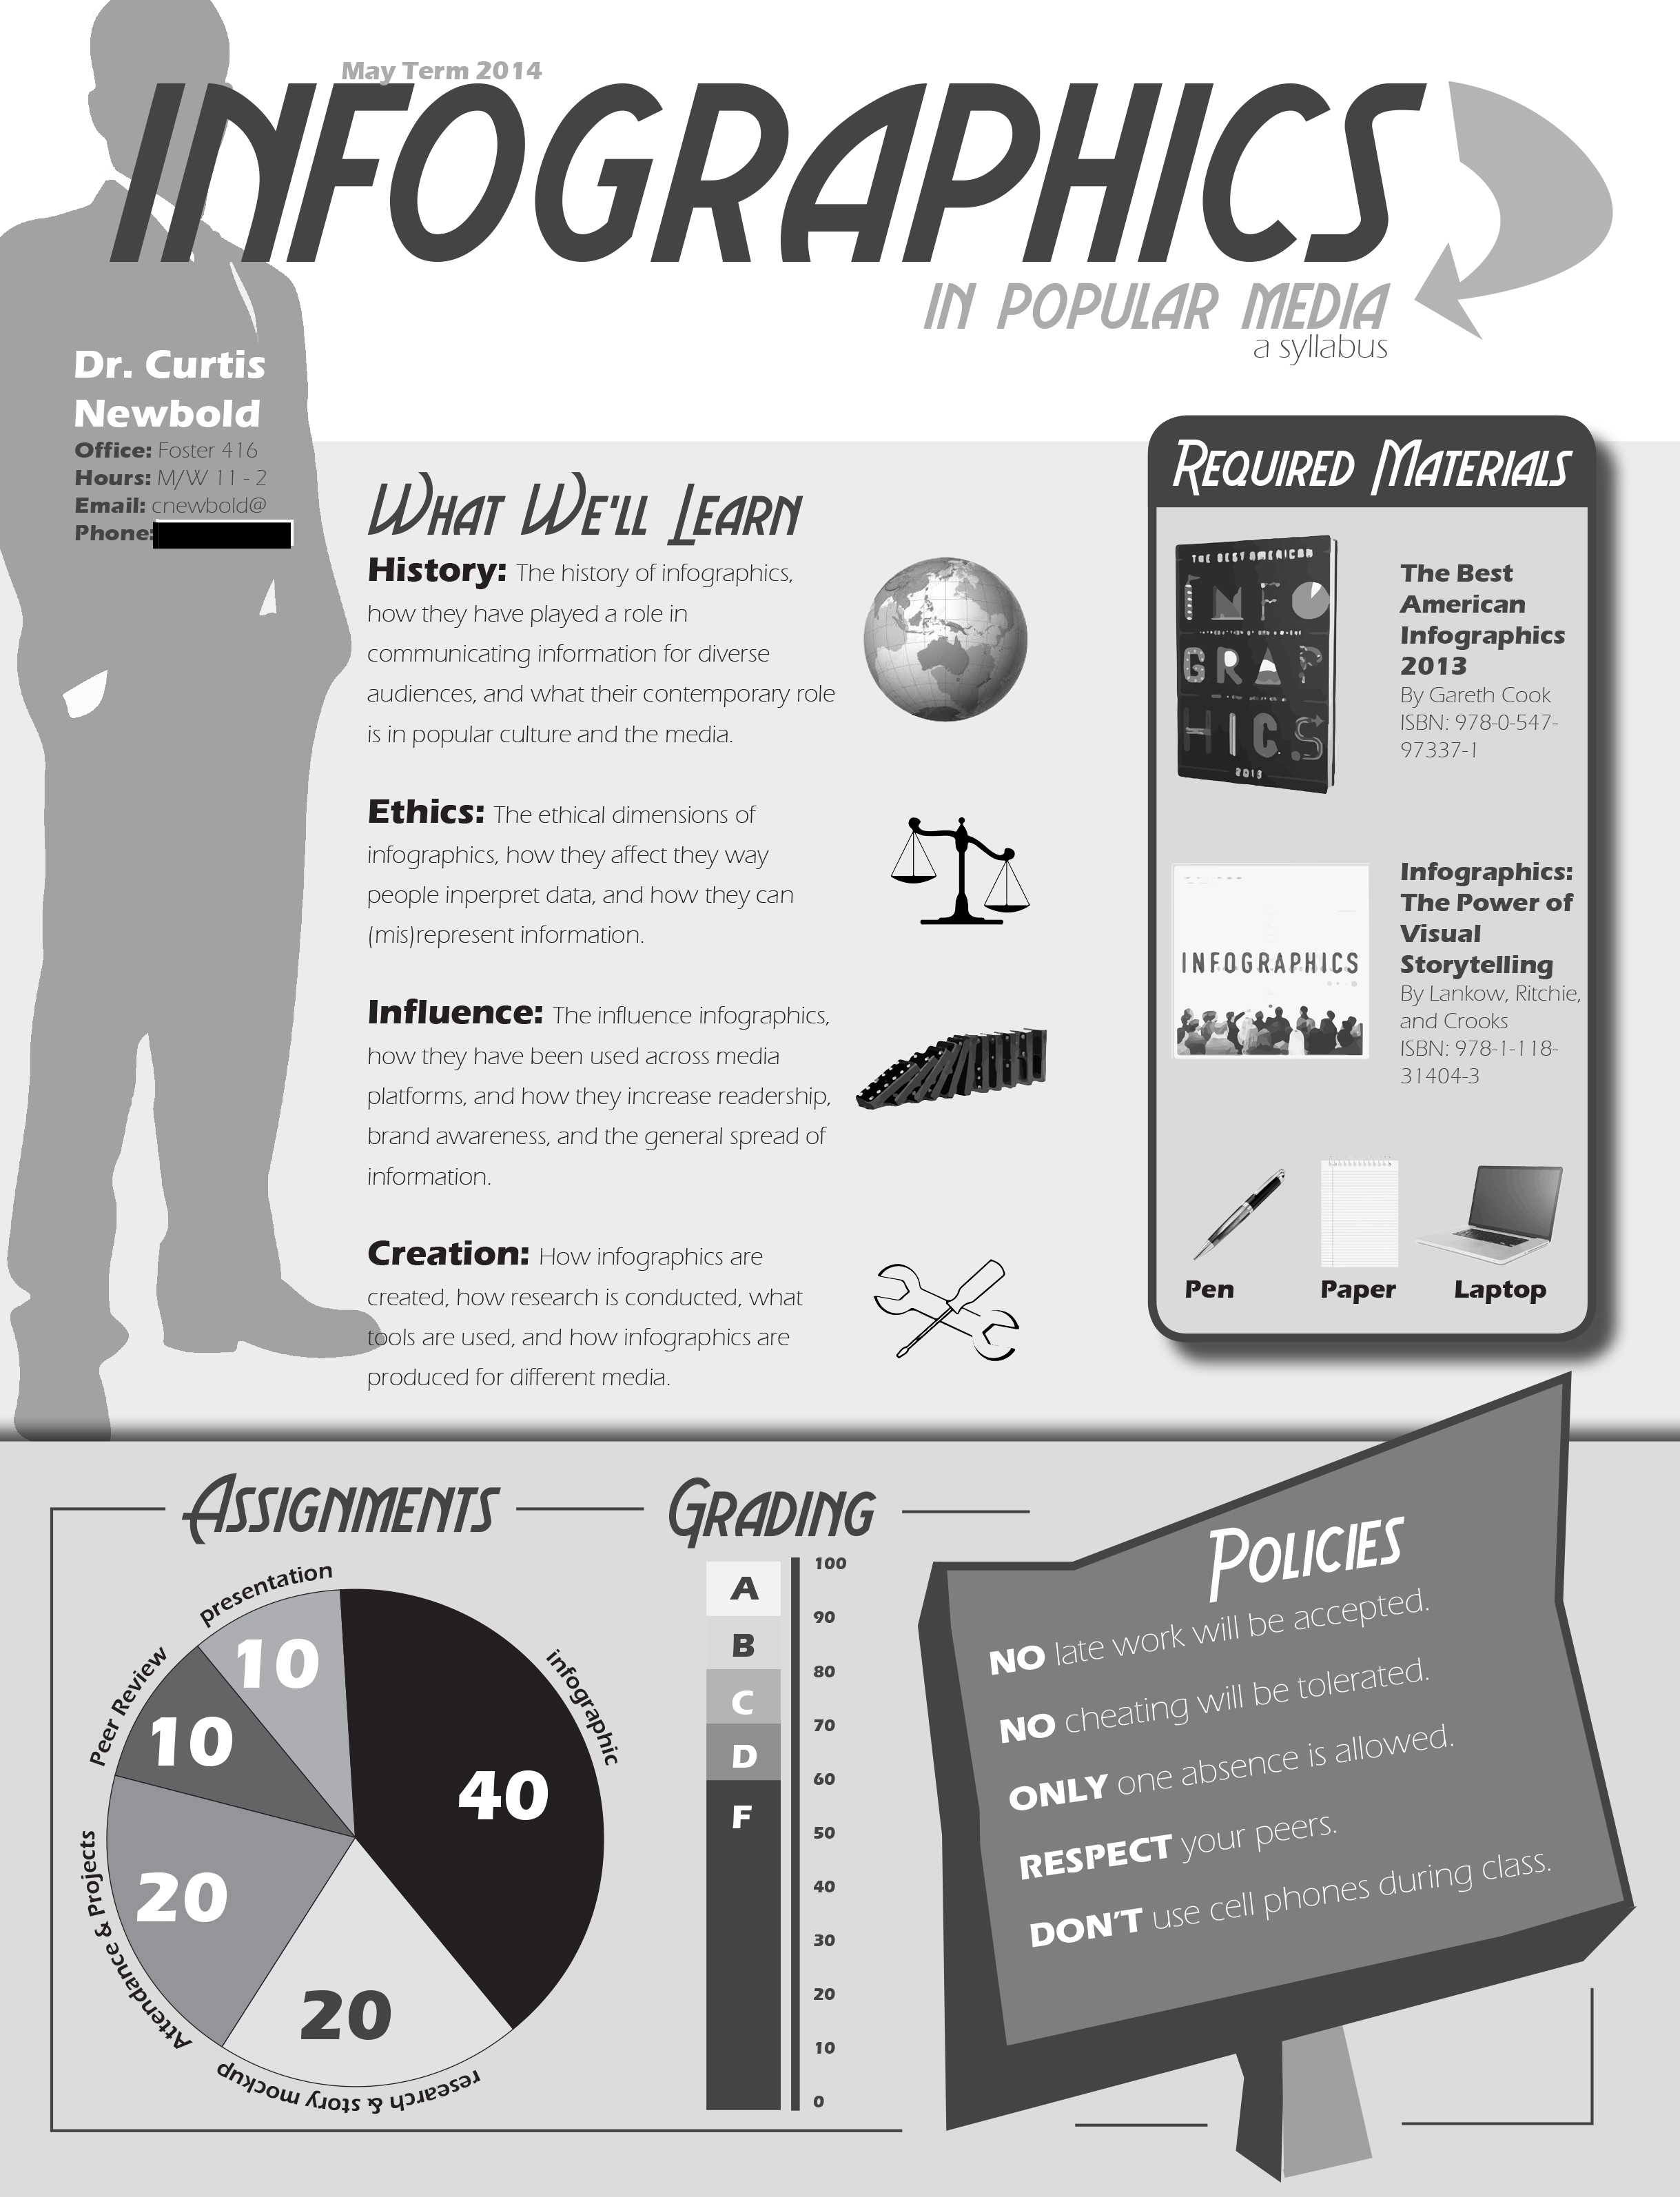 May Term 2014
INFOGRAPHICS
IN POPULAR MEDIA
a syllabus
Dr. Curtis
Newbold
Office: Foster 416
Hours: M/W 11 - 2
Email: cnewbold@
Phone:
WHAT WE'LL LEARN
History: The history of infographics,
how they have played a role in
communicating information for diverse
audiences, and what their contemporary role
is in popular culture and the media.
Ethics: The ethical dimensions of
infographics, how they affect they way
people inperpret data, and how they can
(mis)represent information.
Influence: The influence infographics,
how they have been used across media
platforms, and how they increase readership,
brand awareness, and the general spread of
information.
Creation: How infographics are
created, how research is conducted, what
tools are used, and how infographics are
produced for different media.
REQUIRED MATERIALS
THE BEST AMERICAN
INFO
GRAP
HICS
2013
The Best
American
Infographics
2013
By Gareth Cook
ISBN: 978-0-547-
97337-1
INFOGRAPHICS
Infographics:
The Power of
Visual
Storytelling
By Lankow, Ritchie,
and Crooks
ISBN: 978-1-118-
31404-3
Pen
Paper
Laptop
ASSIGNMENTS
presentation
10
Peer Review
10
infographic
40
Attendance & Projects
20
research & story mockup
20
GRADING
A
B
C
D
F
100
90
80
70
60
50
40
30
20
10
0
POLICIES
NO late work will be accepted.
NO cheating will be tolerated.
ONLY one absence is allowed.
RESPECT your peers.
DON'T use cell phones during class.